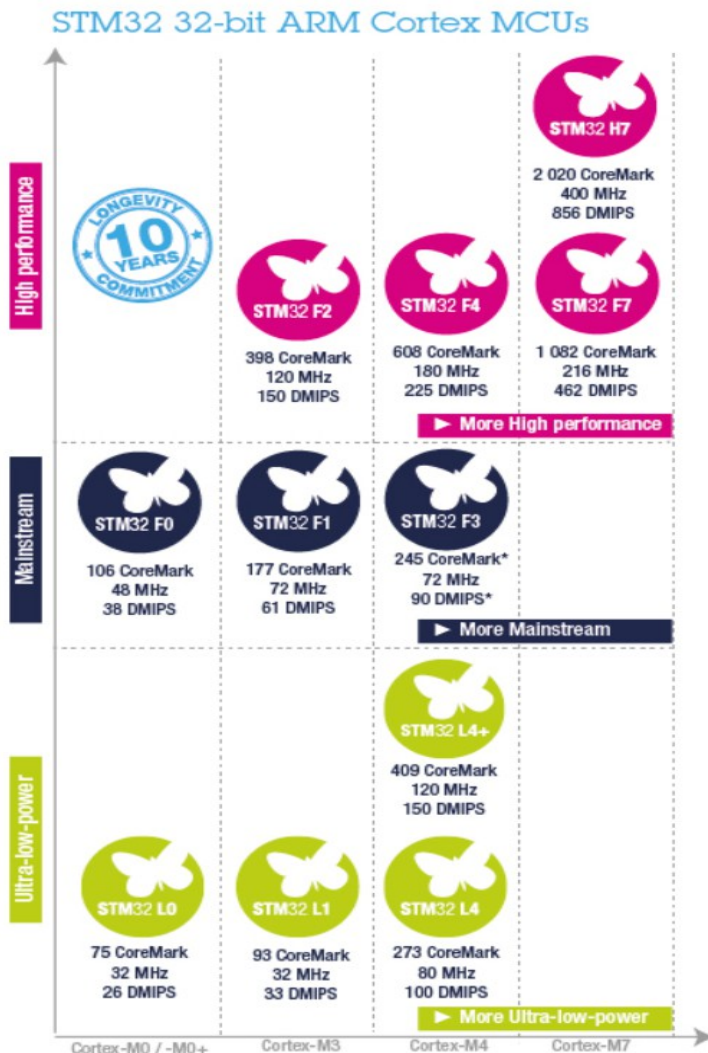 STM32 32-bit ARM Cortex MCUs
High performance
LONGEVITY
10
YEARS
COMMITMENT
STM32 H7
2 020 CoreMark
400 MHz
856 DMIPS
STM32 F2
398 CoreMark
120 MHz
150 DMIPS
STM32 F4
608 CoreMark
180 MHz
225 DMIPS
STM32 F7
1 082 CoreMark
216 MHz
462 DMIPS
► More High performance
Mainstream
STM32 F0
106 CoreMark
48 MHz
38 DMIPS
STM32 F1
177 CoreMark
72 MHz
61 DMIPS
STM32 F3
245 CoreMark*
72 MHz
90 DMIPS*
► More Mainstream
Ultra-low-power
STM32 L4+
409 CoreMark
120 MHz
150 DMIPS
STM32 L0
75 CoreMark
32 MHz
26 DMIPS
STM32 L1
93 CoreMark
32 MHz
33 DMIPS
STM32 L4
273 CoreMark
80 MHz
100 DMIPS
► More Ultra-low-power
Cortex-M0 / -M0+
Cortex-M3
Cortex-M4
Cortex-M7